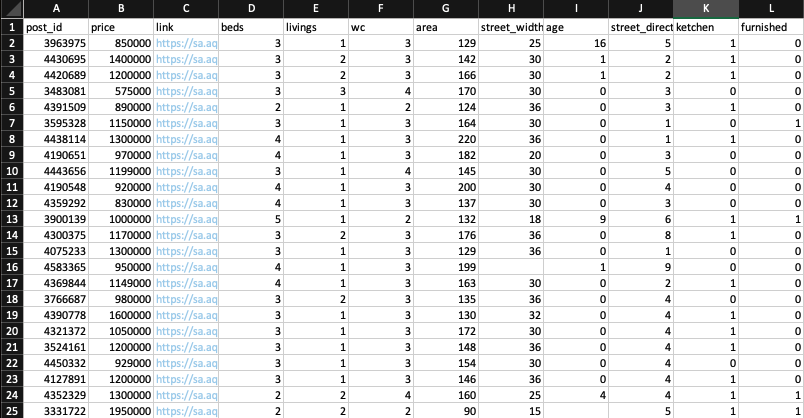 A B C D E F G H I J K L
1 post_id price link beds livings wc area street_width age street_direct ketchen furnished
2 3963975 850000 https://sa.aq 3 1 3 129 25 16 5 1 0
3 4430695 1400000 https://sa.aq 3 2 3 142 30 1 2 1 0
4 4420689 1200000 https://sa.aq 3 2 3 166 30 1 2 1 0
5 3483081 575000 https://sa.aq 3 3 4 170 30 0 3 0 0
6 4391509 890000 https://sa.aq 2 1 2 124 36 0 3 1 0
7 3595328 1150000 https://sa.aq 3 1 3 164 30 0 1 0 1
8 4438114 1300000 https://sa.aq 4 1 3 220 36 0 1 1 0
9 4190651 970000 https://sa.aq 4 1 3 182 20 0 3 0 0
10 4443656 1199000 https://sa.aq 3 1 4 145 30 0 5 0 0
11 4190548 920000 https://sa.aq 4 1 3 200 30 0 4 0 0
12 4359292 830000 https://sa.aq 4 1 3 137 30 0 3 0 0
13 3900139 1000000 https://sa.aq 5 1 2 132 18 9 6 1 1
14 4300375 1170000 https://sa.aq 3 2 3 176 36 0 8 1 0
15 4075233 1300000 https://sa.aq 3 1 3 129 36 0 1 0 0
16 4583365 950000 https://sa.aq 4 1 3 199 1 9 0 0
17 4369844 1149000 https://sa.aq 4 1 3 163 30 0 2 1 0
18 3766687 980000 https://sa.aq 3 2 3 135 36 0 4 0 0
19 4390778 1600000 https://sa.aq 3 1 3 130 32 0 4 1 0
20 4321372 1050000 https://sa.aq 3 1 3 172 30 0 4 1 0
21 3524161 1200000 https://sa.aq 3 1 3 148 36 0 4 1 0
22 4450332 929000 https://sa.aq 3 1 3 154 30 0 4 0 0
23 4127891 1200000 https://sa.aq 3 1 3 146 36 0 4 1 0
24 4352329 1300000 https://sa.aq 2 2 4 160 25 4 4 1 1
25 3331722 1950000 https://sa.aq 2 2 2 90 15 5 1 0